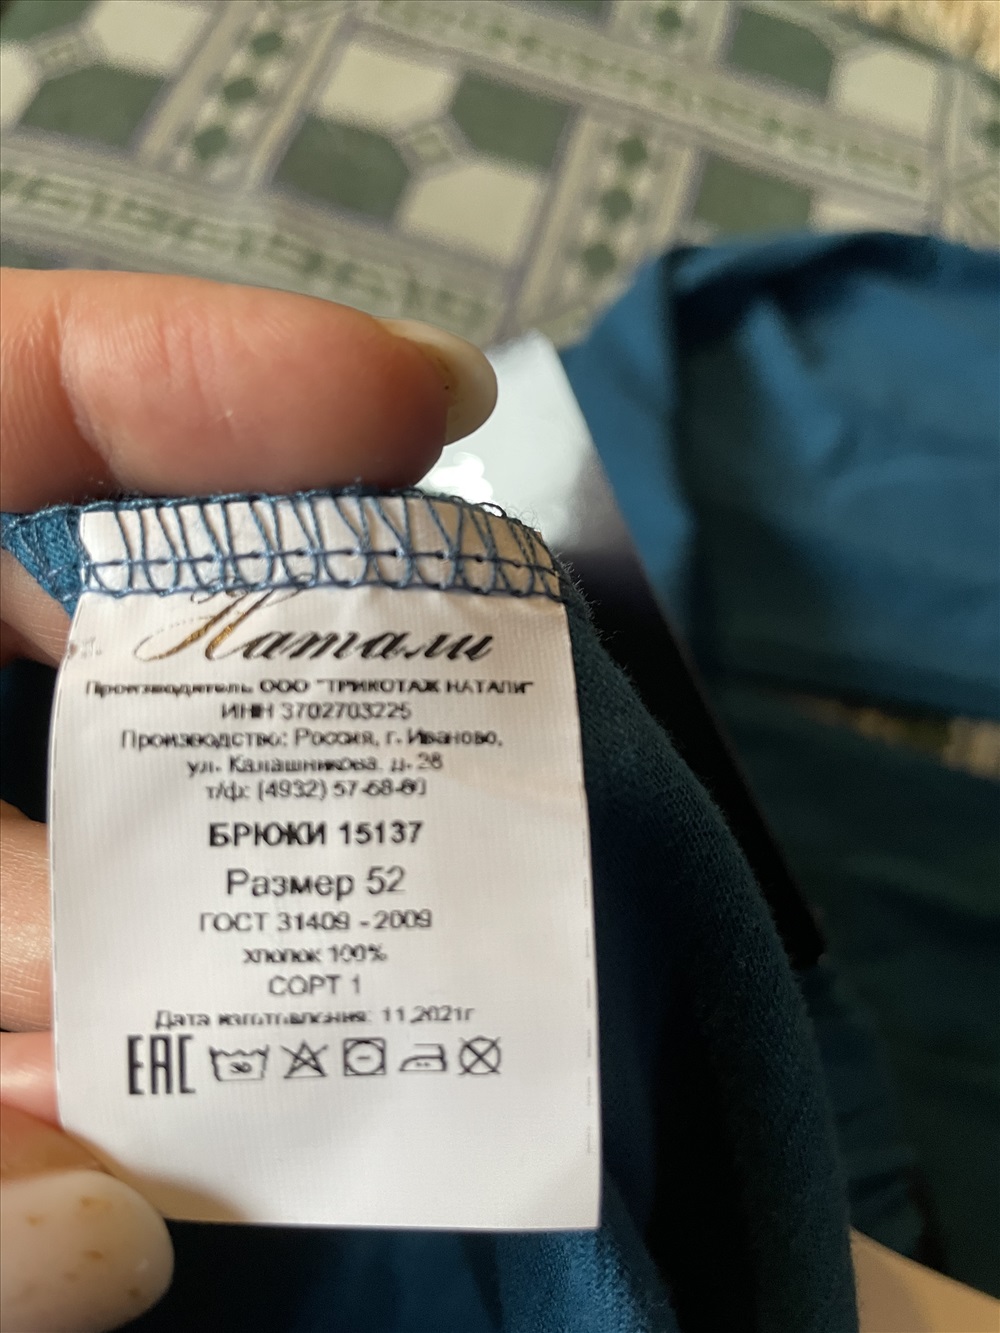 Натали
Производитель ООО "ТРИКОТАЖ НАТАЛИ"
ИНН 3702703225
Производство: Россия, г. Иваново,
ул. Калашникова. д. 28
т/ф: (4932) 57-68-60
БРЮКИ 15137
Размер 52
ГОСТ 31409 - 2009
хлопок 100%
СОРТ 1
Дата изготовления: 11,2021г
ЕАС 30